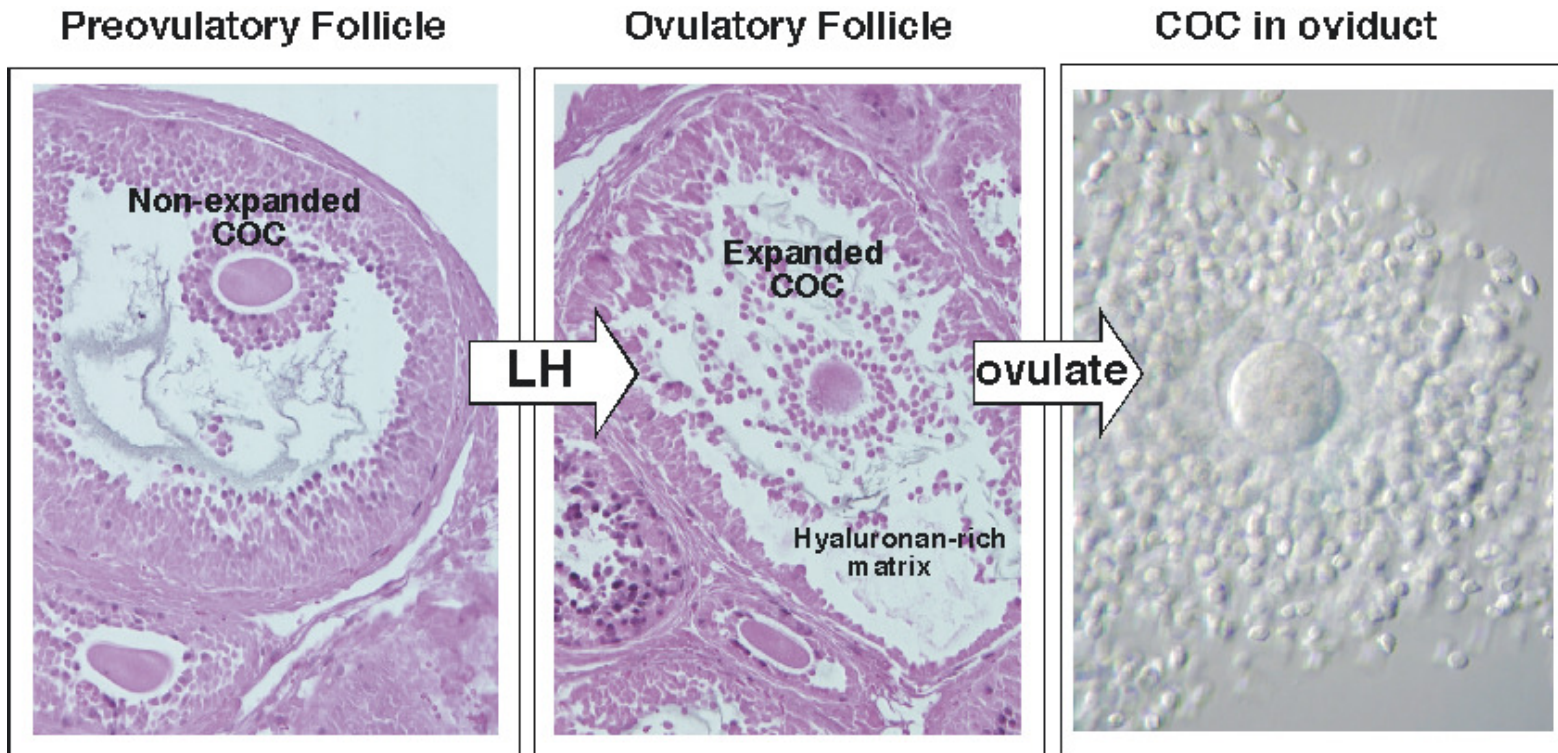 Preovulatory Follicle
Ovulatory Follicle
COC in oviduct
Non-expanded
COC
LH
Expanded
COC
Hyaluronan-rich
matrix
ovulate